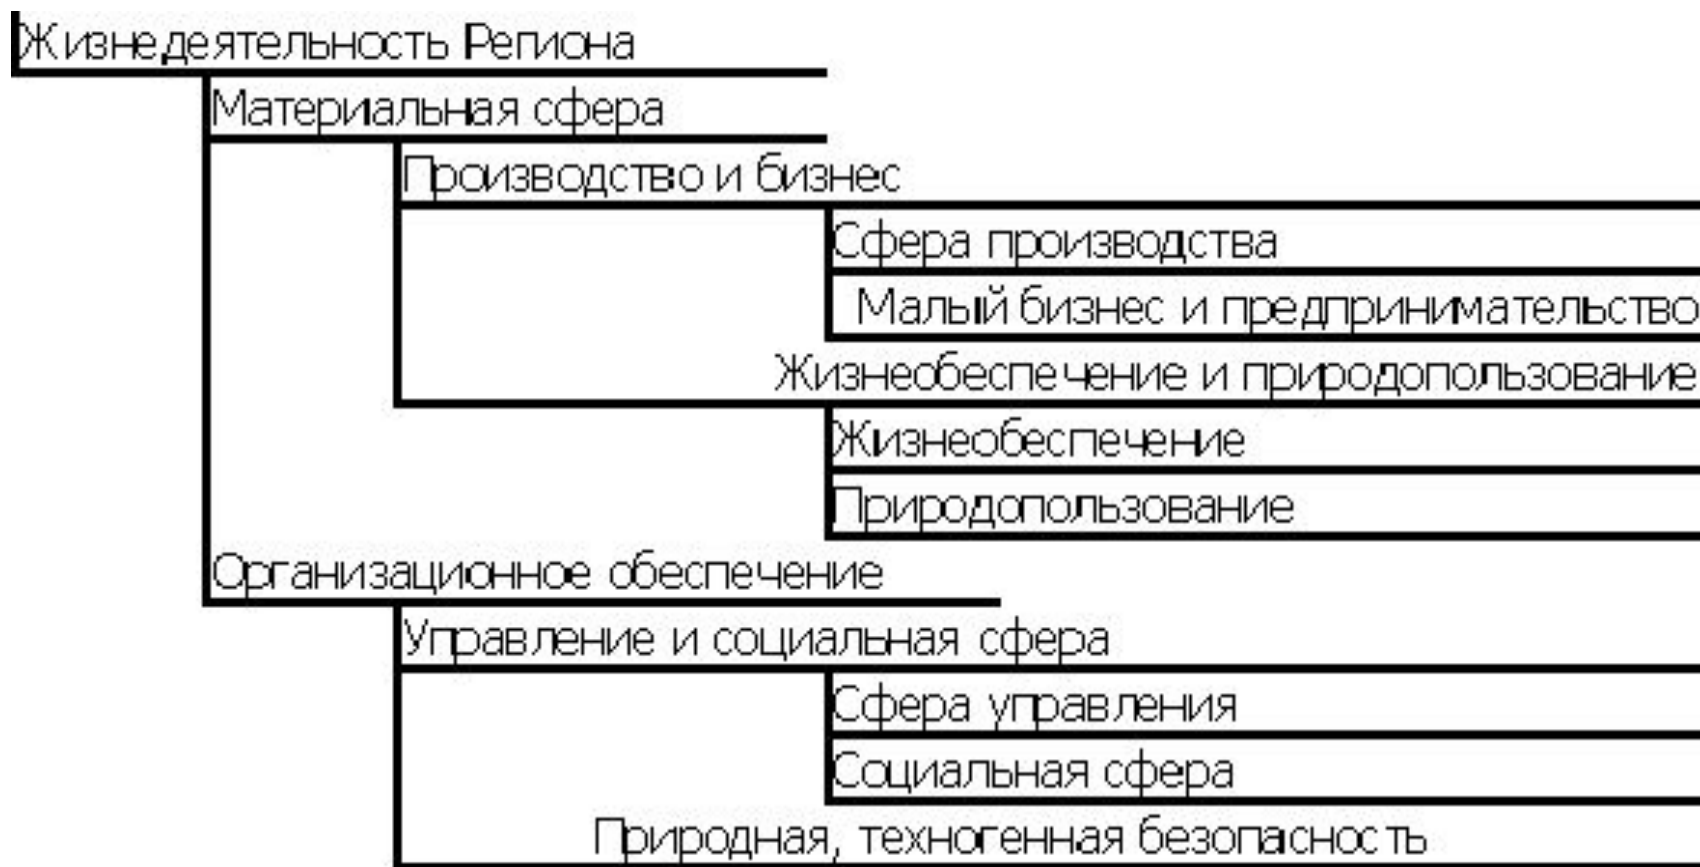 Жизнедеятельность Региона
Материальная сфера
Производство и бизнес
Сфера производства
Малый бизнес и предпринимательство
Жизнеобеспечение и природопользование
Жизнеобеспечение
Природопользование
Организационное обеспечение
Управление и социальная сфера
Сфера управления
Социальная сфера
Природная, техногенная безопасность